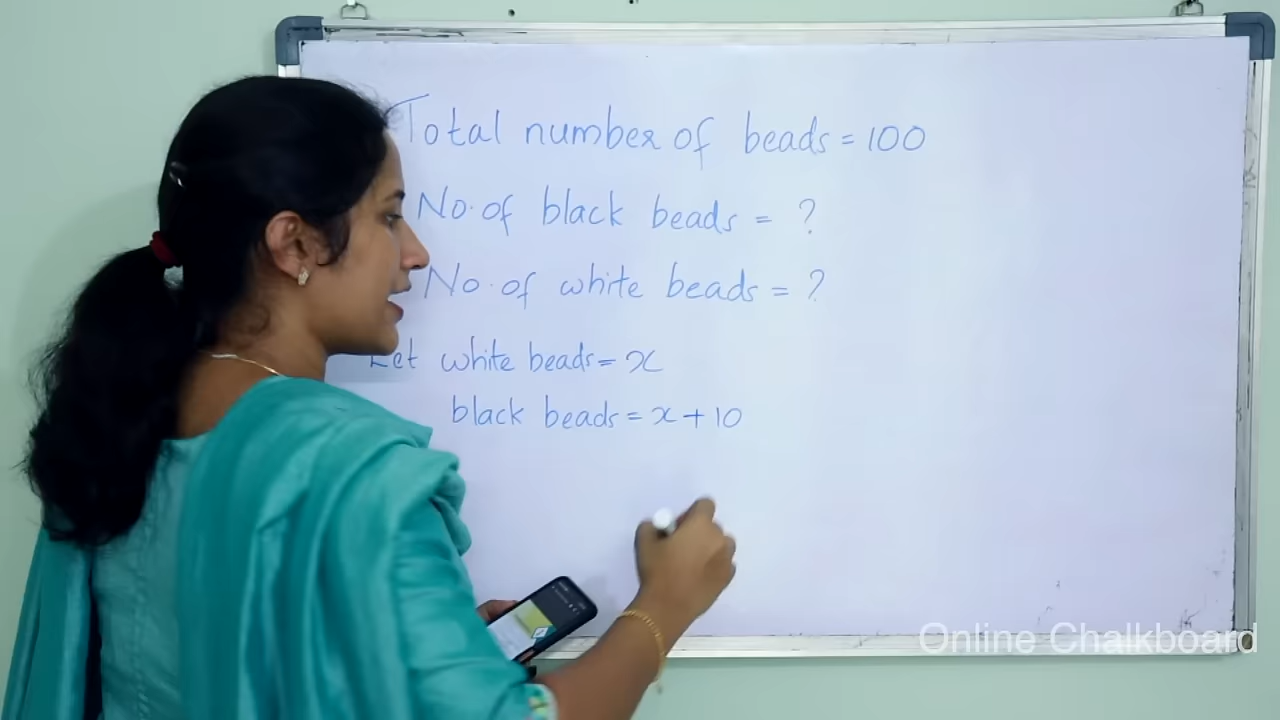 Total number of beads = 100
No. of black beads = ?
No. of white beads = ?
Let white beads = x
black beads = x + 10
Online Chalkboard